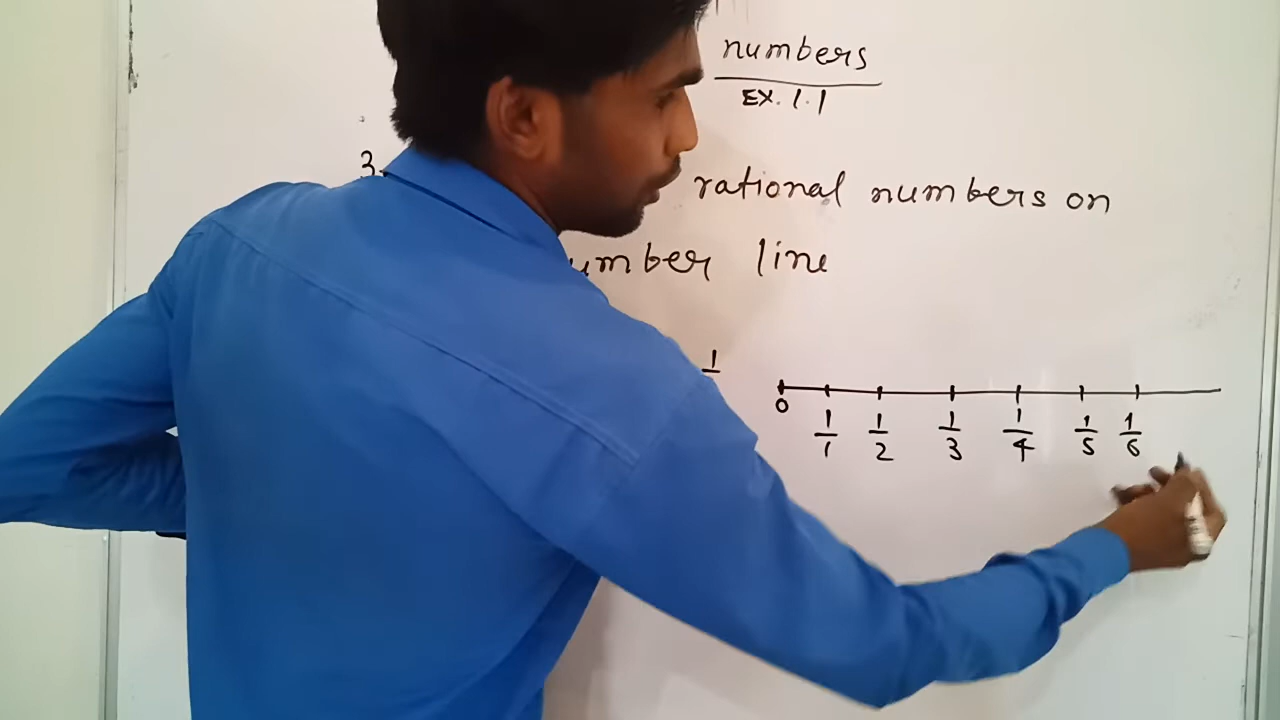 numbers
EX. 1.1
3. rational numbers on
umber line
1
0 1/1 1/2 1/3 1/4 1/5 1/6